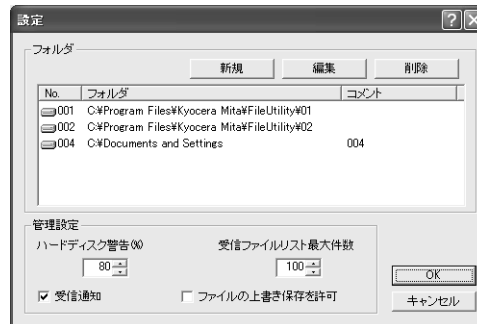 設定
フォルダ
新規 編集 削除
No. フォルダ コメント
001 C:¥Program Files¥Kyocera Mita¥FileUtility¥01
002 C:¥Program Files¥Kyocera Mita¥FileUtility¥02
004 C:¥Documents and Settings 004
管理設定
ハードディスク警告(%) 受信ファイルリスト最大件数
80 100
OK
受信通知 ファイルの上書き保存を許可 キャンセル